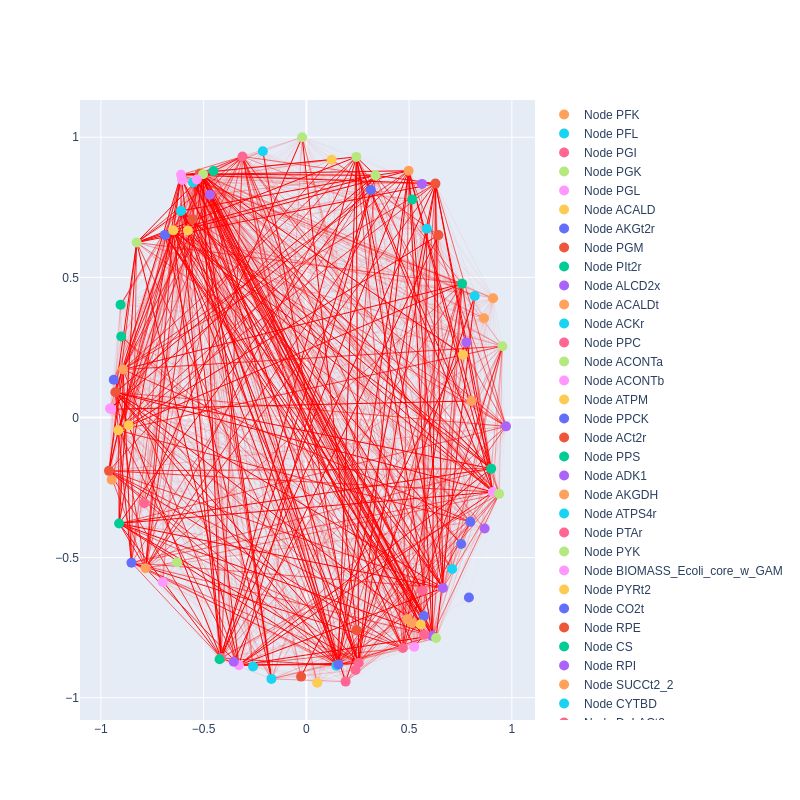 1
0.5
0
−0.5
−1
−1
−0.5
0
0.5
1
Node PFK
Node PFL
Node PGI
Node PGK
Node PGL
Node ACALD
Node AKGt2r
Node PGM
Node PIt2r
Node ALCD2x
Node ACALDt
Node ACKr
Node PPC
Node ACONTa
Node ACONTb
Node ATPM
Node PPCK
Node ACt2r
Node PPS
Node ADK1
Node AKGDH
Node ATPS4r
Node PTAr
Node PYK
Node BIOMASS_Ecoli_core_w_GAM
Node PYRt2
Node CO2t
Node RPE
Node CS
Node RPI
Node SUCCt2_2
Node CYTBD
Node